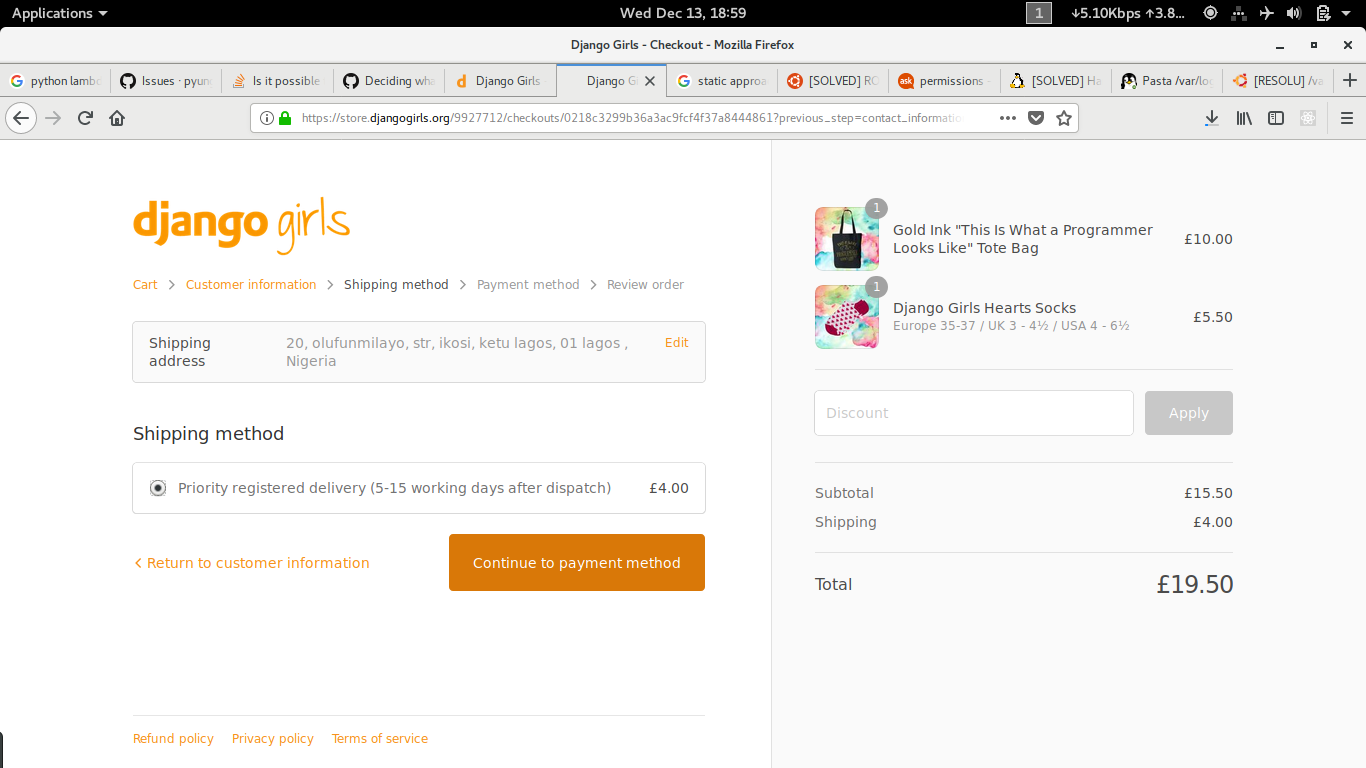 Applications
Wed Dec 13, 18:59
1
↓5.10Kbps ↑3.8...
Django Girls - Checkout - Mozilla Firefox
python lambd
Issues · pyun
Is it possible
Deciding wha
Django Girls
Django Gi
static approa
[SOLVED] RO
ask
permissions -
[SOLVED] Ha
Pasta /var/log
[RESOLU] /va
https://store.djangogirls.org/9927712/checkouts/0218c3299b36a3ac9fcf4f37a8444861?previous_step=contact_informatio
django girls
Cart
Customer information
Shipping method
Payment method
Review order
Shipping address
20, olufunmilayo, str, ikosi, ketu lagos, 01 lagos ,
Nigeria
Edit
Shipping method
Priority registered delivery (5-15 working days after dispatch)
£4.00
Return to customer information
Continue to payment method
Refund policy
Privacy policy
Terms of service
1
Gold Ink "This Is What a Programmer
Looks Like" Tote Bag
£10.00
1
Django Girls Hearts Socks
Europe 35-37 / UK 3 - 4½ / USA 4 - 6½
£5.50
Discount
Apply
Subtotal
£15.50
Shipping
£4.00
Total
£19.50